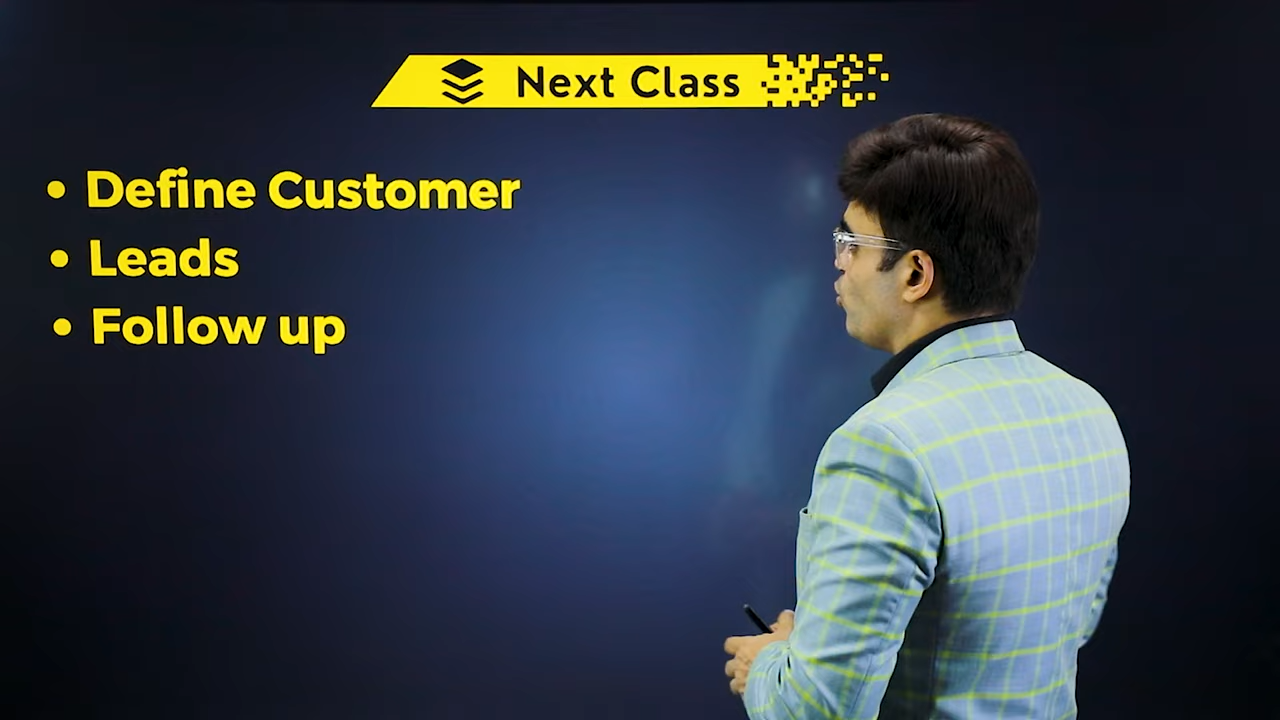 Next Class
• Define Customer
• Leads
• Follow up